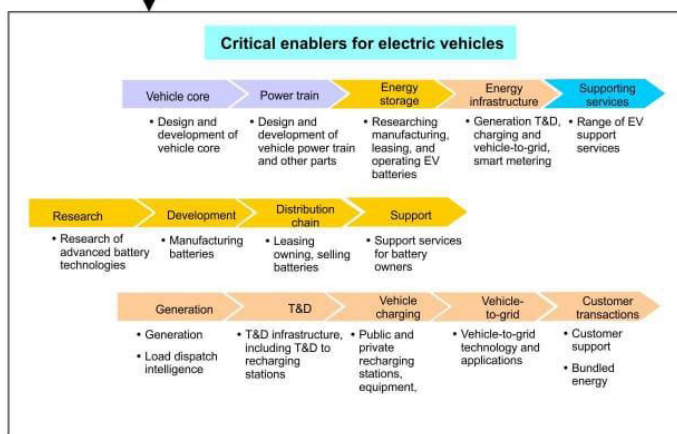 Critical enablers for electric vehicles
Vehicle core
Power train
Energy
storage
Energy
infrastructure
Supporting
services
• Design and
development of
vehicle core
• Design and
development of
vehicle power train
and other parts
• Researching
manufacturing,
leasing, and
operating EV
batteries
• Generation T&D,
charging and
vehicle-to-grid,
smart metering
• Range of EV
support
services
Research
Development
Distribution
chain
Support
• Research of
advanced battery
technologies
• Manufacturing
batteries
• Leasing
owning, selling
batteries
• Support services
for battery
owners
Generation
T&D
Vehicle
charging
Vehicle-
to-grid
Customer
transactions
• Generation
• Load dispatch
intelligence
• T&D infrastructure,
including T&D to
recharging
stations
• Public and
private
recharging
stations,
equipment,
• Vehicle-to-grid
technology and
applications
• Customer
support
• Bundled
energy